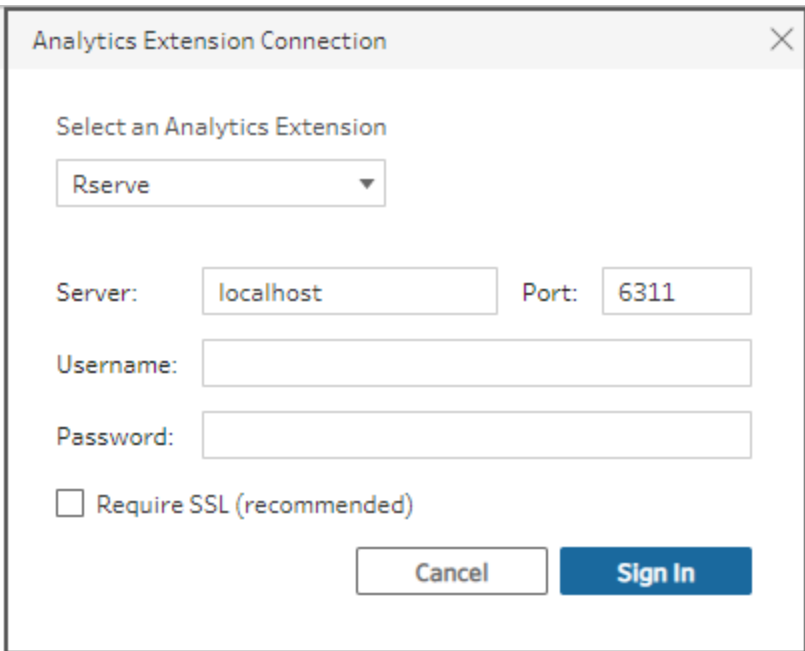 Analytics Extension Connection
Select an Analytics Extension
Rserve
Server: localhost Port: 6311
Username:
Password:
Require SSL (recommended)
Cancel Sign In